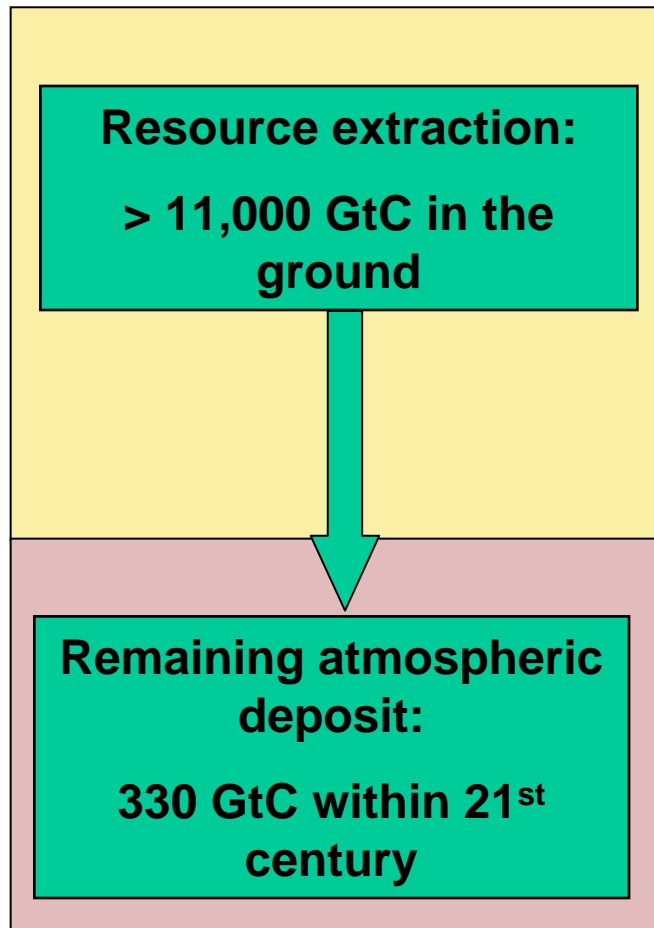 Resource extraction:
> 11,000 GtC in the
ground
Remaining atmospheric
deposit:
330 GtC within 21st
century